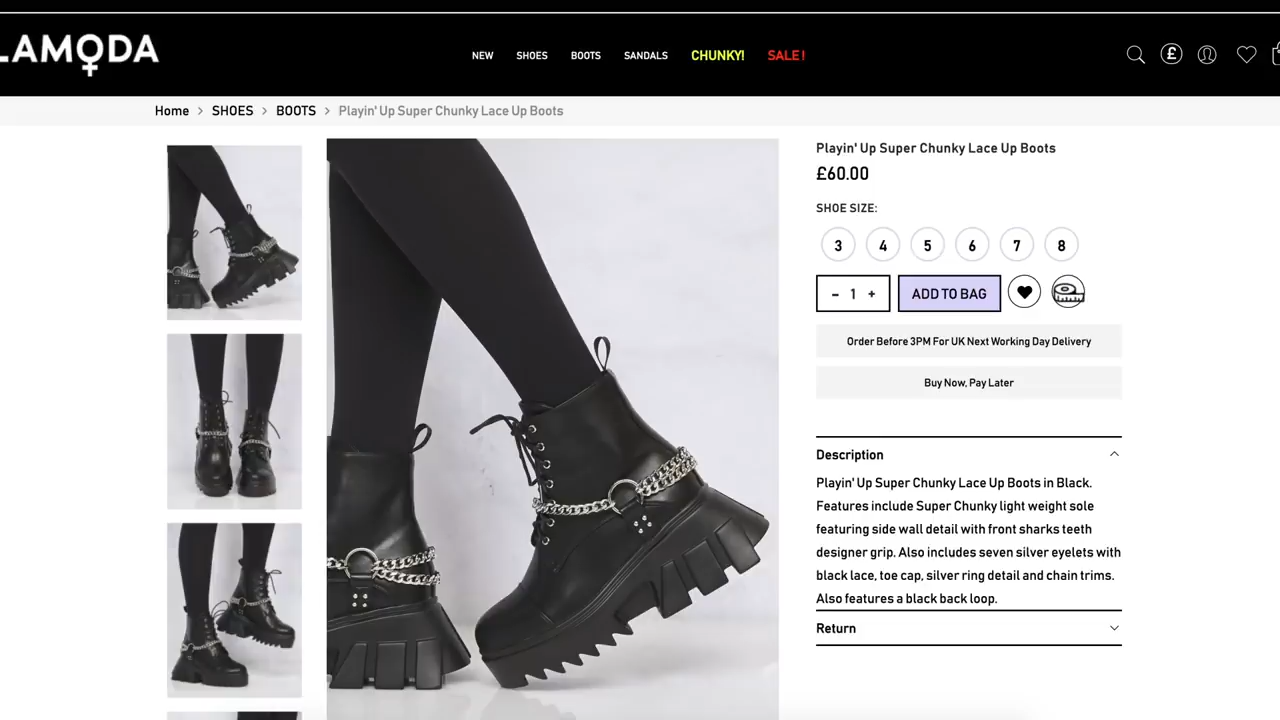 LAMODA
NEW SHOES BOOTS SANDALS CHUNKY! SALE!
£
Home > SHOES > BOOTS > Playin' Up Super Chunky Lace Up Boots
Playin' Up Super Chunky Lace Up Boots
£60.00
SHOE SIZE:
3 4 5 6 7 8
- 1 + ADD TO BAG
Order Before 3PM For UK Next Working Day Delivery
Buy Now, Pay Later
Description
Playin' Up Super Chunky Lace Up Boots in Black.
Features include Super Chunky light weight sole
featuring side wall detail with front sharks teeth
designer grip. Also includes seven silver eyelets with
black lace, toe cap, silver ring detail and chain trims.
Also features a black back loop.
Return